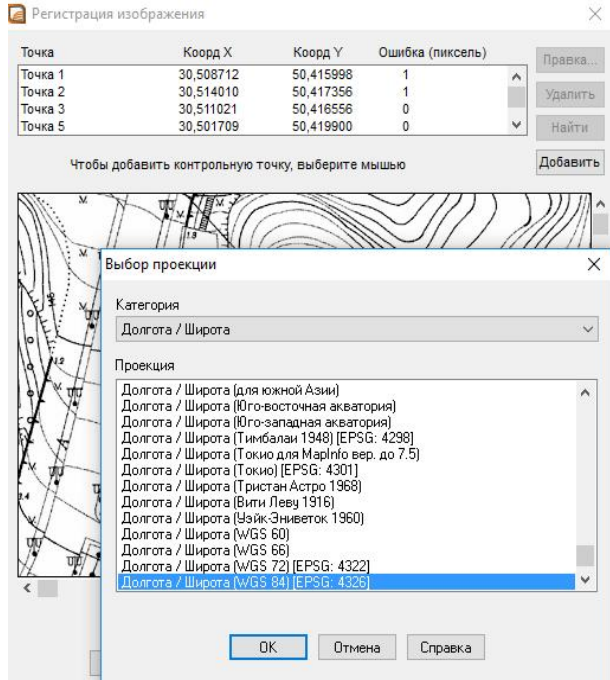 Регистрация изображения
Точка Коорд X Коорд Y Ошибка (пиксель)
Точка 1 30,508712 50,415998 1
Точка 2 30,514010 50,417356 1
Точка 3 30,511021 50,416556 0
Точка 5 30,501709 50,419900 0
Правка...
Удалить
Найти
Чтобы добавить контрольную точку, выберите мышью
Добавить
1.3
1.2
1.4
Выбор проекции
Категория
Долгота / Широта
Проекция
Долгота / Широта (для южной Азии)
Долгота / Широта (Юго-восточная акватория)
Долгота / Широта (Юго-западная акватория)
Долгота / Широта (Тимбалаи 1948) [EPSG: 4298]
Долгота / Широта (Токио для MapInfo вер. до 7.5)
Долгота / Широта (Токио) [EPSG: 4301]
Долгота / Широта (Тристан Астро 1968)
Долгота / Широта (Вити Леву 1916)
Долгота / Широта (Уэйк-Эниветок 1960)
Долгота / Широта (WGS 60)
Долгота / Широта (WGS 66)
Долгота / Широта (WGS 72) [EPSG: 4322]
Долгота / Широта (WGS 84) [EPSG: 4326]
OK Отмена Справка